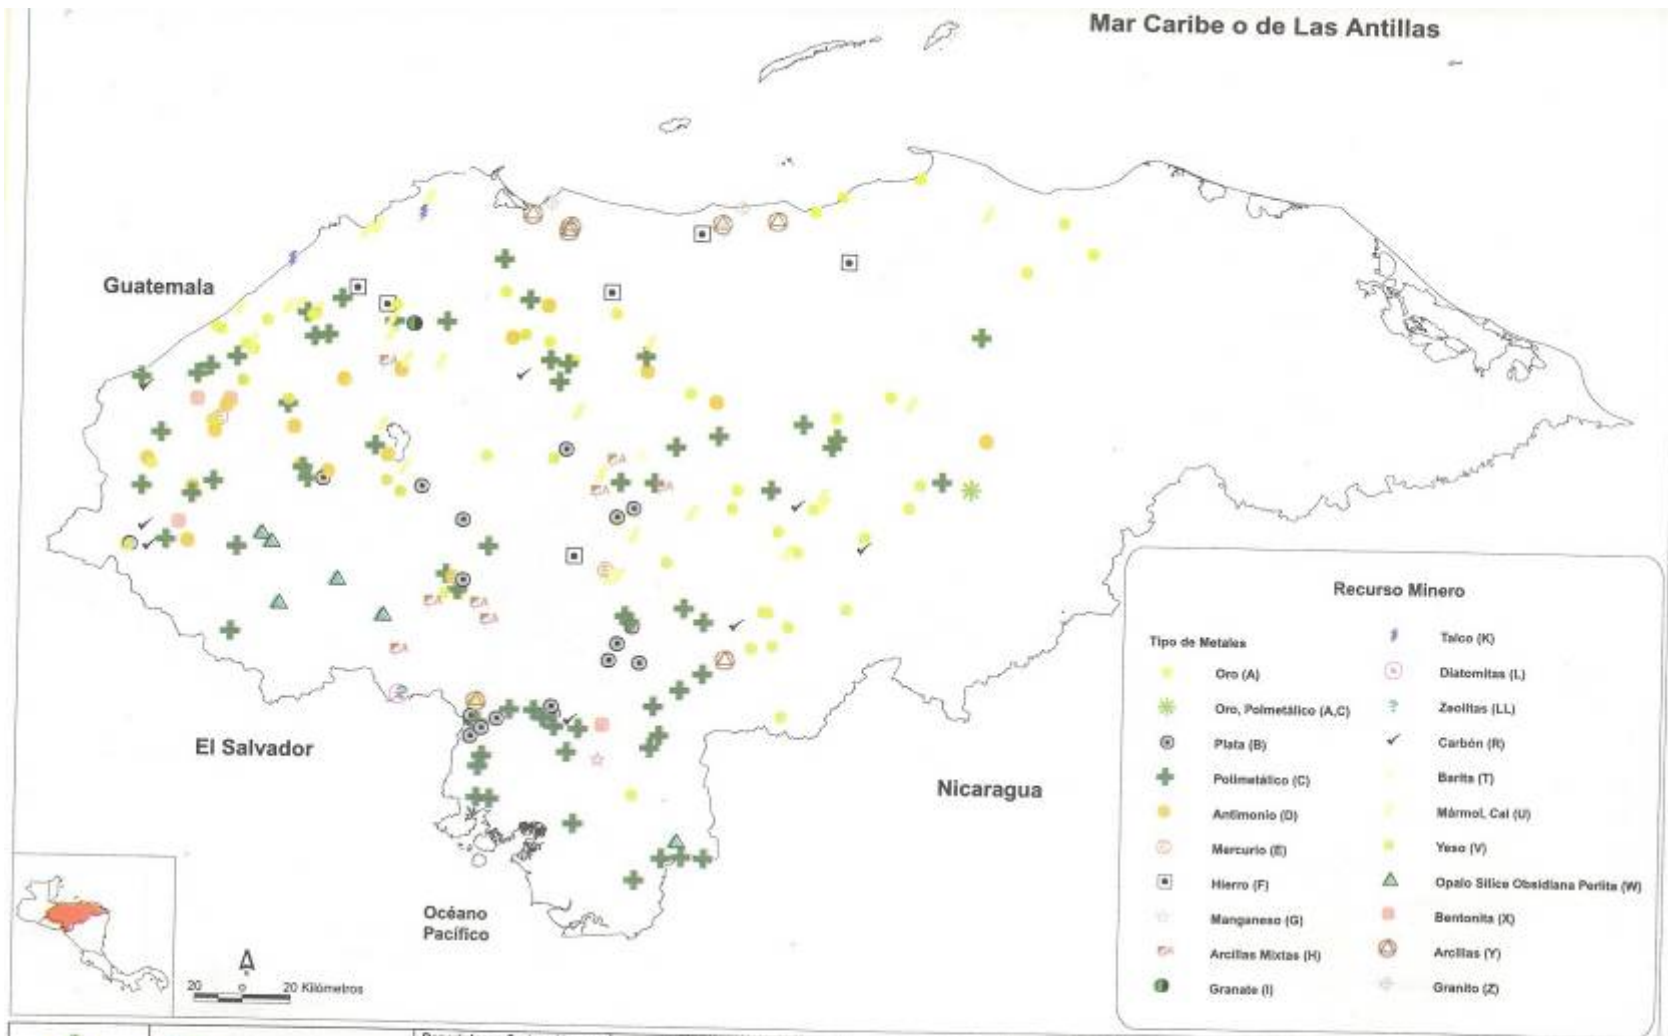 Mar Caribe o de Las Antillas
Guatemala
El Salvador
Nicaragua
Océano
Pacífico
20 0 20 Kilómetros
Recurso Minero
Tipo de Metales
Oro (A)
Oro, Polmetálico (A,C)
Plata (B)
Polimetálico (C)
Antimonio (D)
Mercurio (E)
Hierro (F)
Manganeso (G)
Arcillas Mixtas (H)
Granate (I)
Talco (K)
Diatomitas (L)
Zeolitas (LL)
Carbón (R)
Barita (T)
Mármol, Cal (U)
Yeso (V)
Opalo Silice Obsidiana Perlita (W)
Bentonita (X)
Arcillas (Y)
Granito (Z)